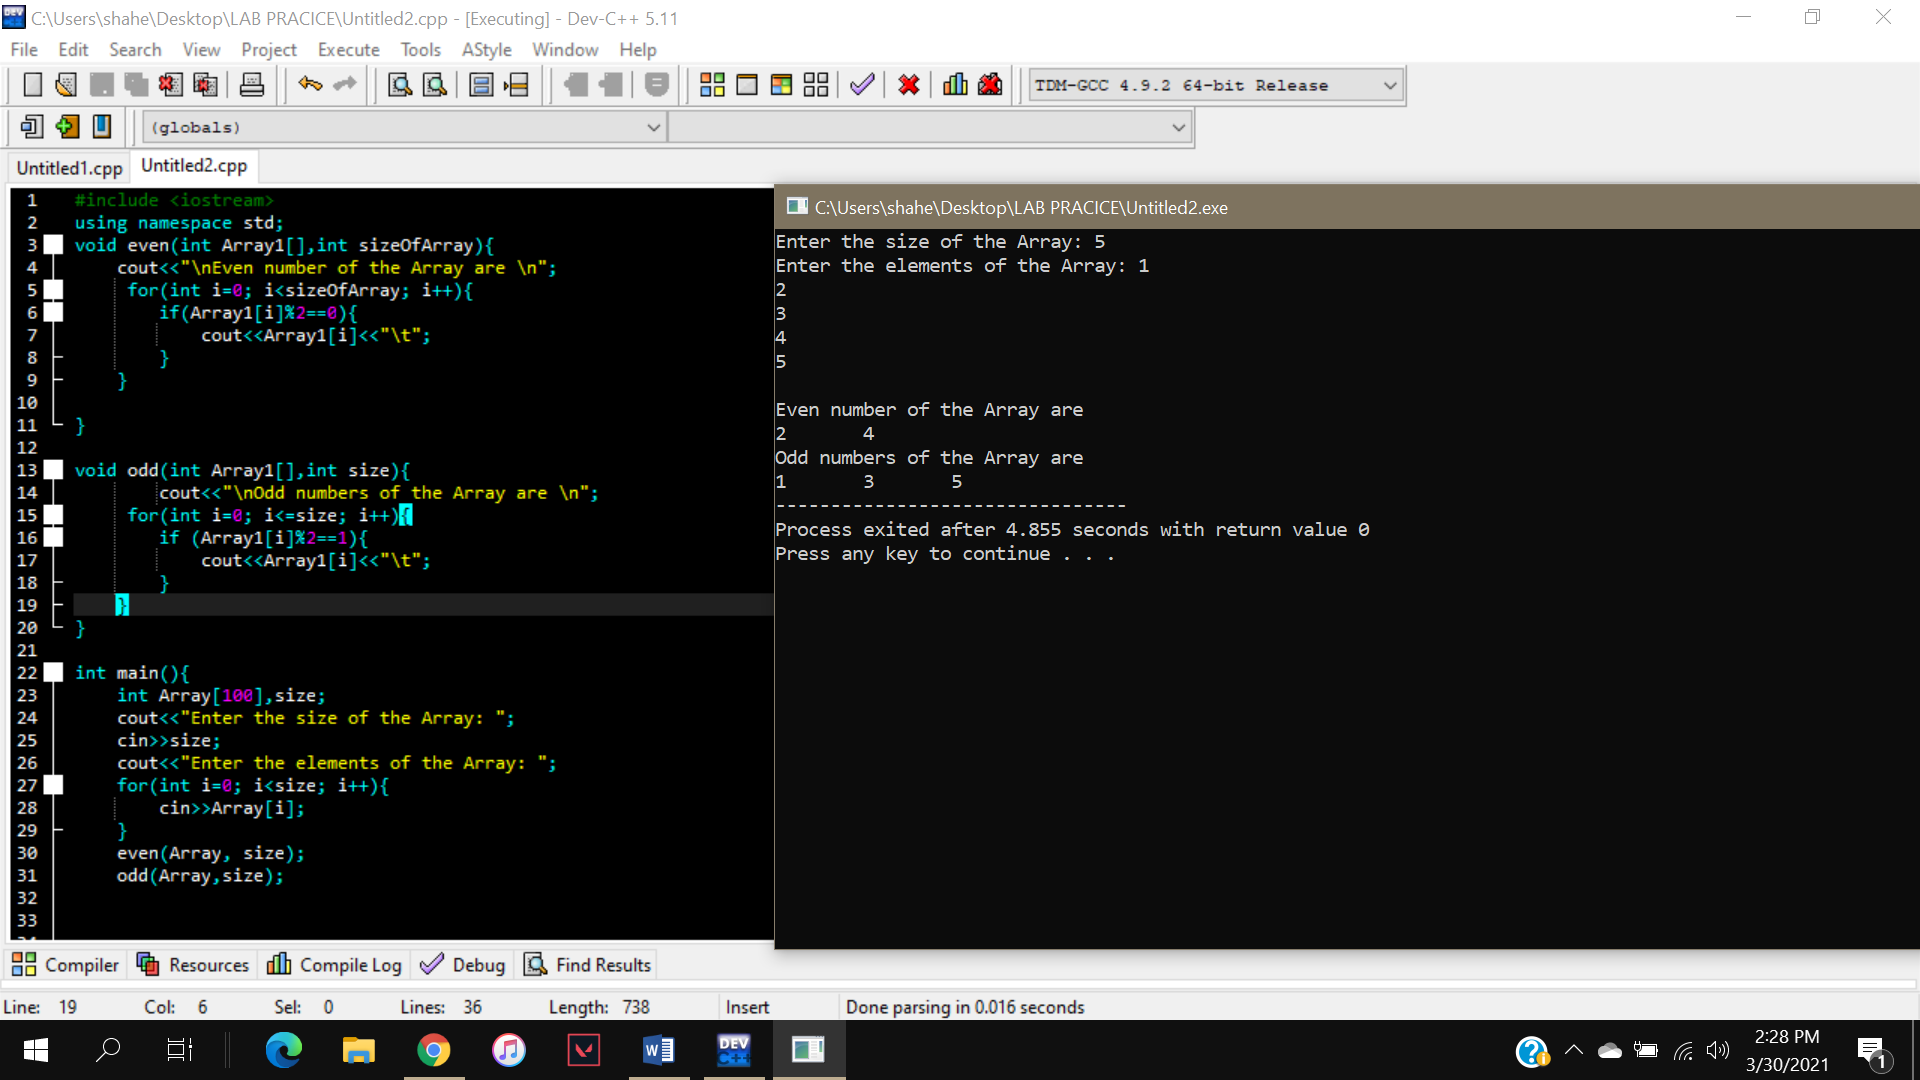 C:\Users\shahe\Desktop\LAB PRACICE\Untitled2.cpp - [Executing] - Dev-C++ 5.11
File Edit Search View Project Execute Tools AStyle Window Help
TDM-GCC 4.9.2 64-bit Release
(globals)
Untitled1.cpp Untitled2.cpp
1 #include <iostream>
2 using namespace std;
3 void even(int Array1[],int sizeOfArray){
4 cout<<"\nEven number of the Array are \n";
5 for(int i=0; i<sizeOfArray; i++){
6 if(Array1[i]%2==0){
7 cout<<Array1[i]<<"\t";
8 }
9 }
10
11 }
12
13 void odd(int Array1[],int size){
14 cout<<"\nOdd numbers of the Array are \n";
15 for(int i=0; i<=size; i++){
16 if (Array1[i]%2==1){
17 cout<<Array1[i]<<"\t";
18 }
19 }
20 }
21
22 int main(){
23 int Array[100],size;
24 cout<<"Enter the size of the Array: ";
25 cin>>size;
26 cout<<"Enter the elements of the Array: ";
27 for(int i=0; i<size; i++){
28 cin>>Array[i];
29 }
30 even(Array, size);
31 odd(Array,size);
32
33
C:\Users\shahe\Desktop\LAB PRACICE\Untitled2.exe
Enter the size of the Array: 5
Enter the elements of the Array: 1
2
3
4
5
Even number of the Array are
2 4
Odd numbers of the Array are
1 3 5
--------------------------------
Process exited after 4.855 seconds with return value 0
Press any key to continue . . .
Compiler Resources Compile Log Debug Find Results
Line: 19 Col: 6 Sel: 0 Lines: 36 Length: 738 Insert Done parsing in 0.016 seconds
DEV C++
2:28 PM
3/30/2021
1